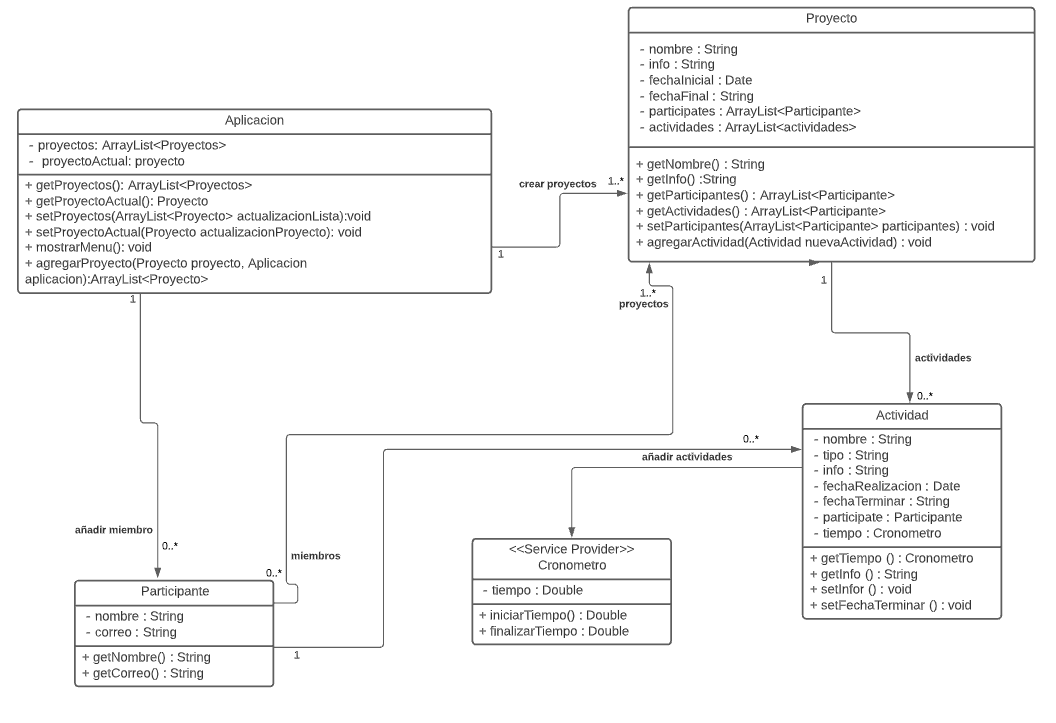 Proyecto
- nombre : String
- info : String
- fechaInicial : Date
- fechaFinal : String
- participates : ArrayList<Participante>
- actividades : ArrayList<actividades>
+ getNombre() : String
+ getInfo() :String
+ getParticipantes() : ArrayList<Participante>
+ getActividades() : ArrayList<Participante>
+ setParticipantes(ArrayList<Participante> participantes) : void
+ agregarActividad(Actividad nuevaActividad) : void
Aplicacion
- proyectos: ArrayList<Proyectos>
- proyectoActual: proyecto
+ getProyectos(): ArrayList<Proyectos>
+ getProyectoActual(): Proyecto
+ setProyectos(ArrayList<Proyecto> actualizacionLista):void
+ setProyectoActual(Proyecto actualizacionProyecto): void
+ mostrarMenu(): void
+ agregarProyecto(Proyecto proyecto, Aplicacion
aplicacion):ArrayList<Proyecto>
crear proyectos
1..*
1
1
1..*
proyectos
1
actividades
0..*
Actividad
- nombre : String
- tipo : String
- info : String
- fechaRealizacion : Date
- fechaTerminar : String
- participate : Participante
- tiempo : Cronometro
+ getTiempo () : Cronometro
+ getInfo () : String
+ setInfor () : void
+ setFechaTerminar () : void
0..*
añadir actividades
añadir miembro
0..*
miembros
0..*
<<Service Provider>>
Cronometro
- tiempo : Double
+ iniciarTiempo() : Double
+ finalizarTiempo : Double
Participante
- nombre : String
- correo : String
+ getNombre() : String
+ getCorreo() : String
1